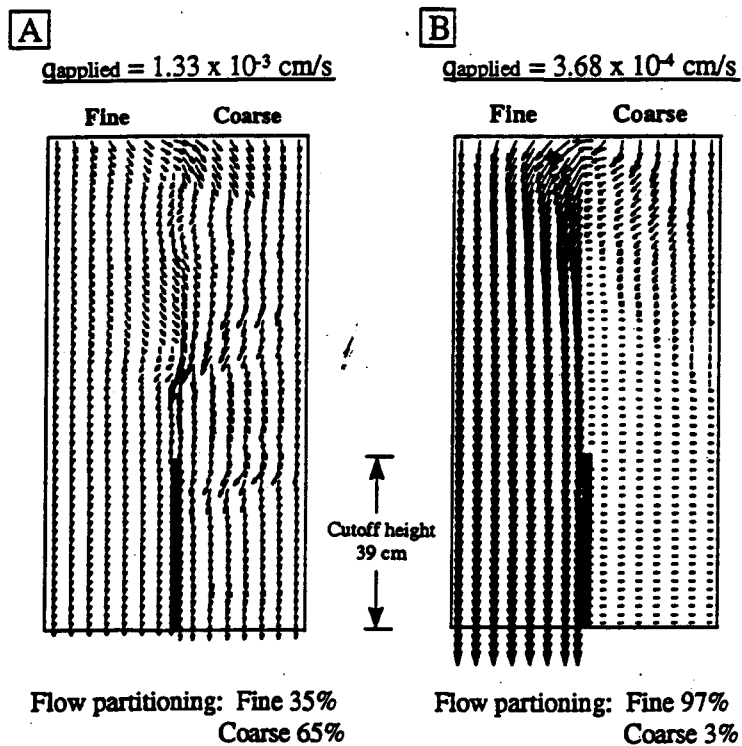 A
qapplied = 1.33 x 10-3 cm/s
Fine Coarse
B
qapplied = 3.68 x 10-4 cm/s
Fine Coarse
Cutoff height
39 cm
Flow partitioning: Fine 35%
Coarse 65%
Flow partioning: Fine 97%
Coarse 3%